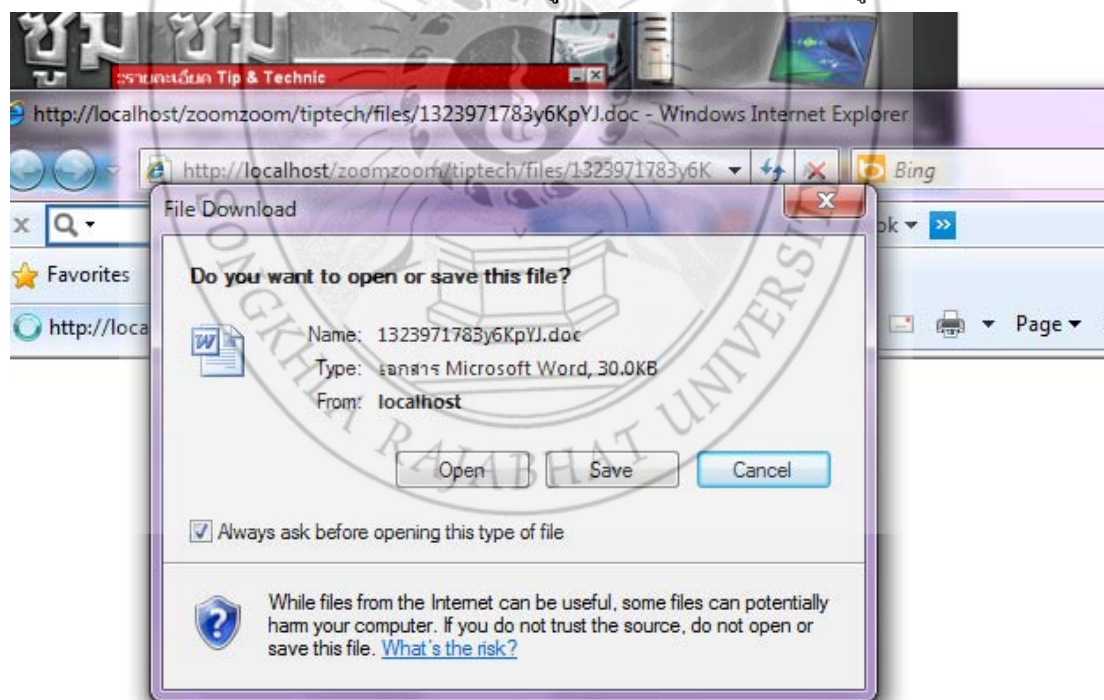 ซูม ซูม
:รายละเอียด Tip & Technic
http://localhost/zoomzoom/tiptech/files/1323971783y6KpYJ.doc - Windows Internet Explorer
http://localhost/zoomzoom/tiptech/files/1323971783y6K
Bing
File Download
ok
Favorites
Do you want to open or save this file?
http://loca
Name: 1323971783y6KpYJ.doc
Page
Type: เอกสาร Microsoft Word, 30.0KB
From: localhost
Open Save Cancel
Always ask before opening this type of file
While files from the Internet can be useful, some files can potentially
harm your computer. If you do not trust the source, do not open or
save this file. What's the risk?
SONGKHLA RAJABHAT UNIVERSITY